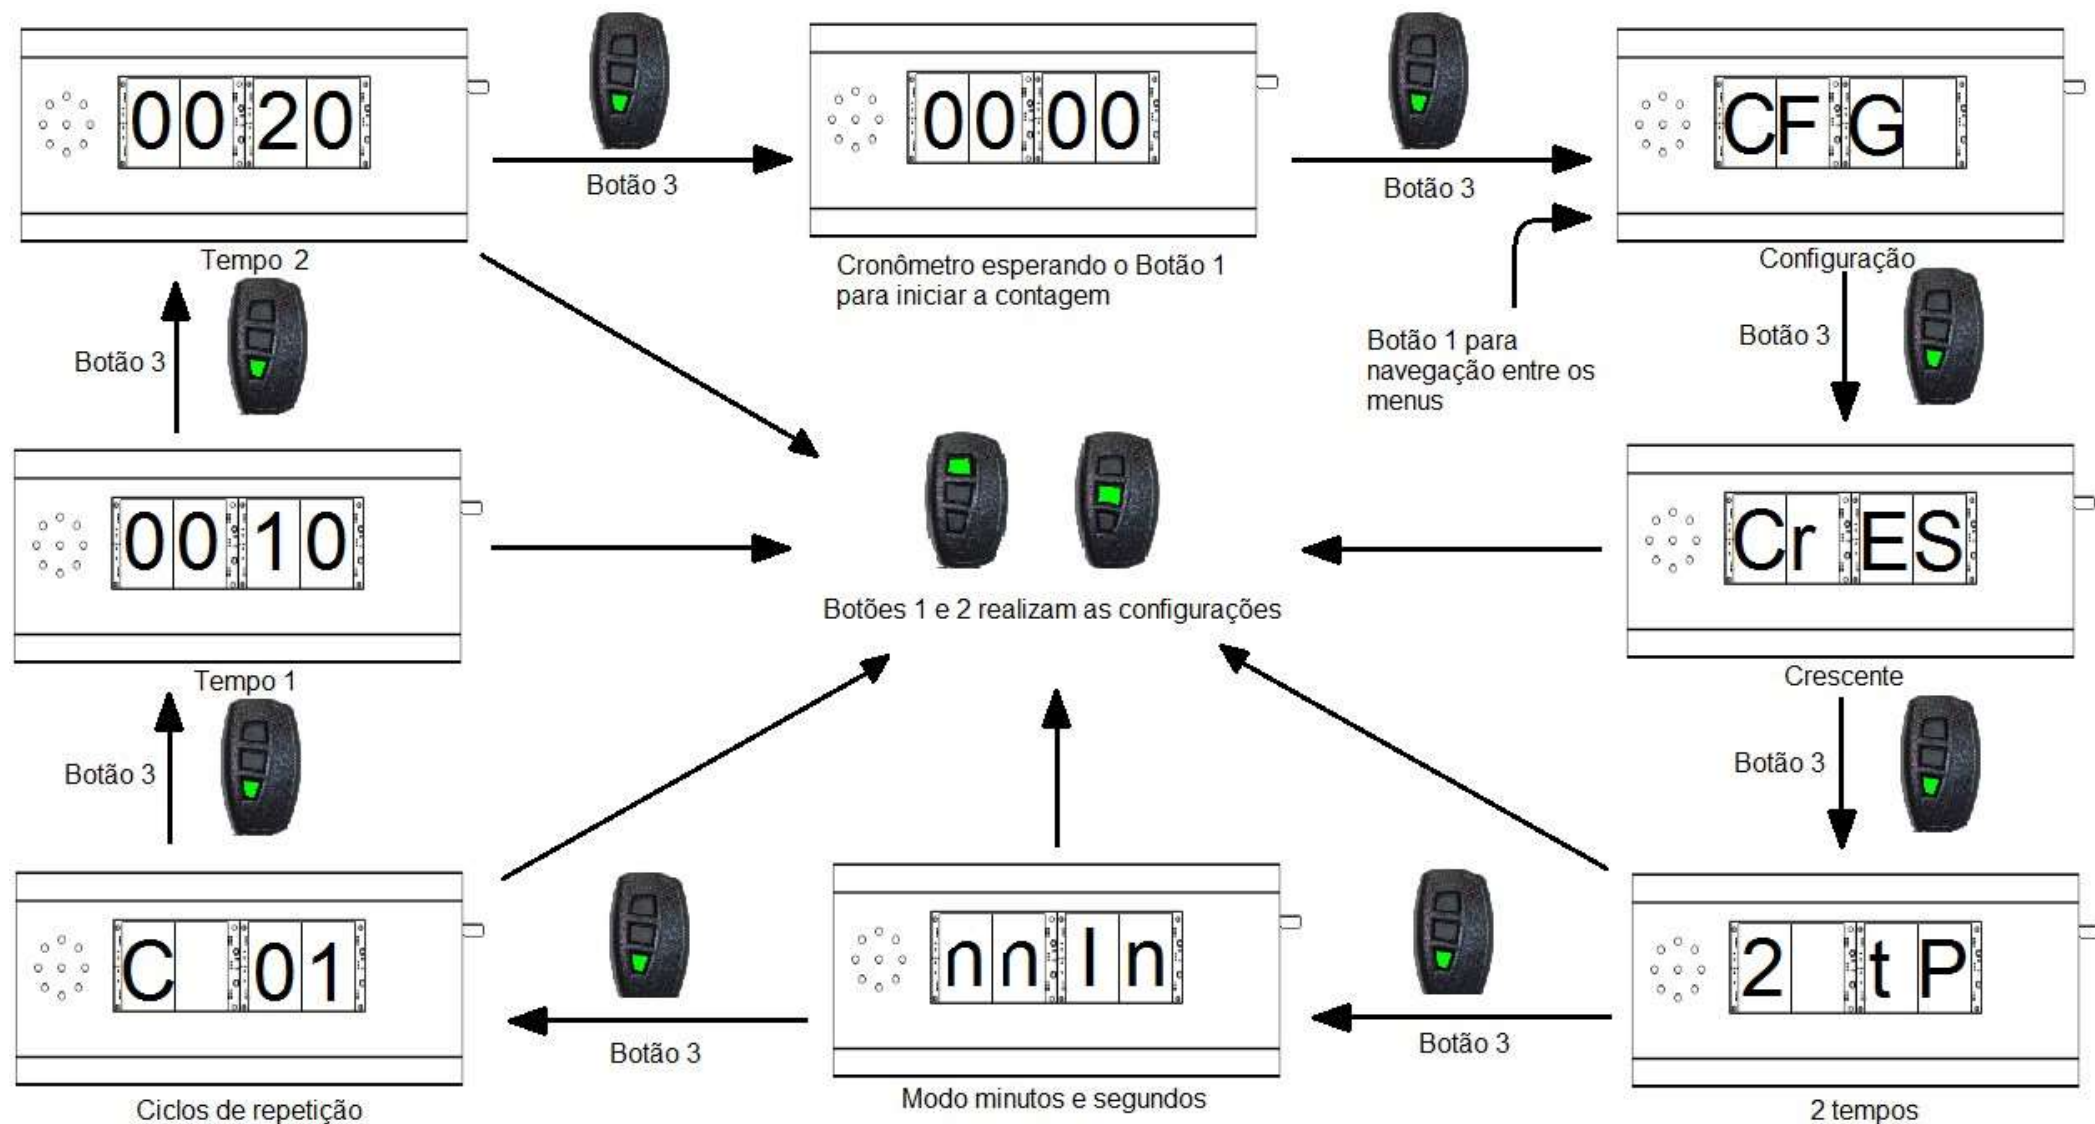 00 20
Botão 3
00 00
Botão 3
CF G
Tempo 2
Cronômetro esperando o Botão 1
para iniciar a contagem
Configuração
Botão 3
Botão 1 para
navegação entre os
menus
Botão 3
00 10
Cr ES
Botões 1 e 2 realizam as configurações
Tempo 1
Crescente
Botão 3
Botão 3
C 01
nn In
2 t P
Botão 3
Botão 3
Ciclos de repetição
Modo minutos e segundos
2 tempos